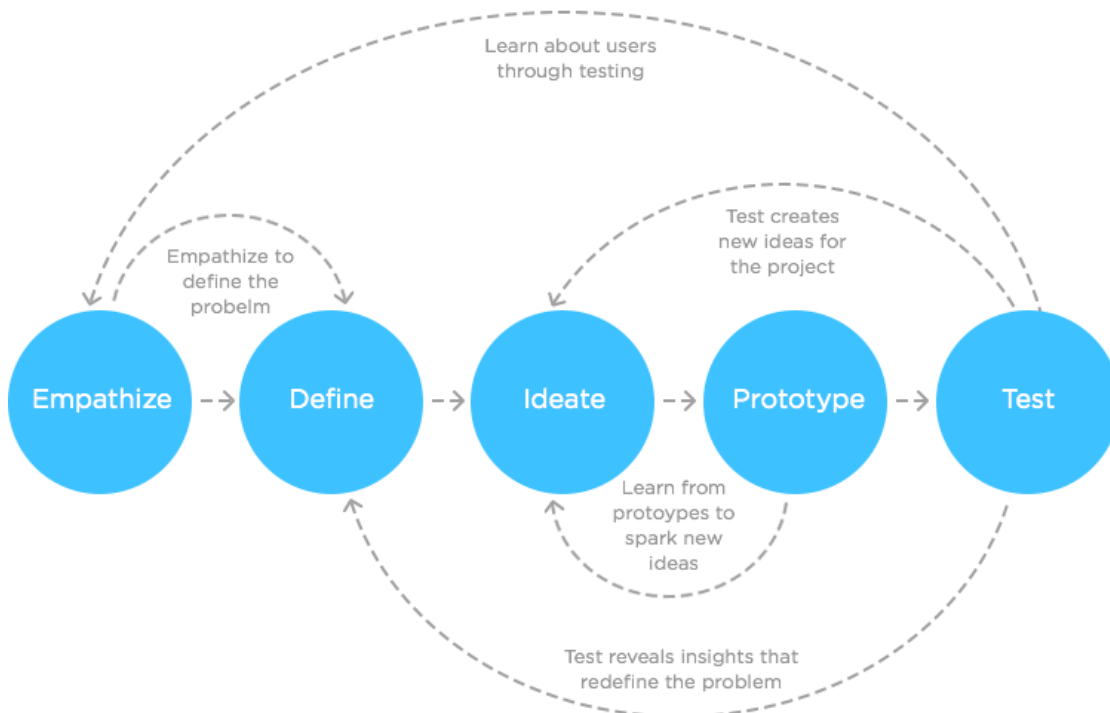 Learn about users
through testing
Test creates
new ideas for
the project
Empathize to
define the
probelm
Empathize
Define
Ideate
Prototype
Test
Learn from
protoypes to
spark new
ideas
Test reveals insights that
redefine the problem